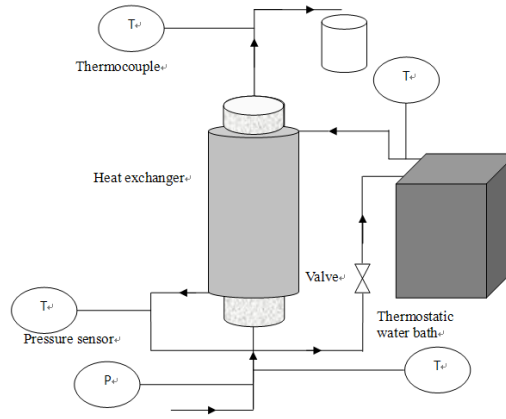 T↵
Thermocouple↵
T↵
Heat exchanger↵
Valve↵
T↵
Pressure sensor↵
Thermostatic
water bath↵
P↵
T↵